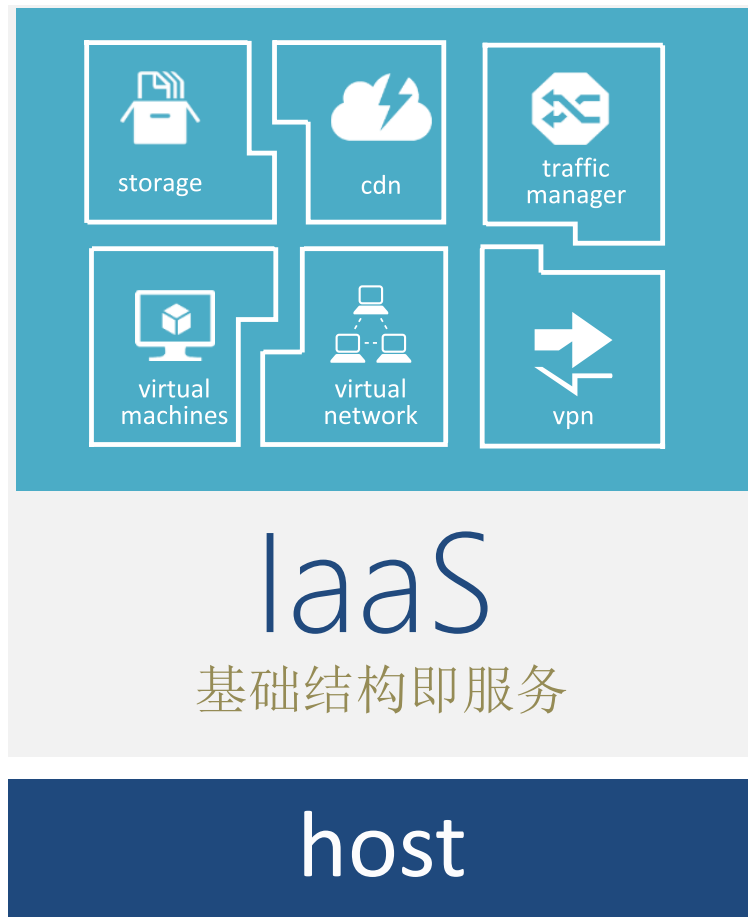 storage
cdn
traffic
manager
virtual
machines
virtual
network
vpn
IaaS
基础结构即服务
host